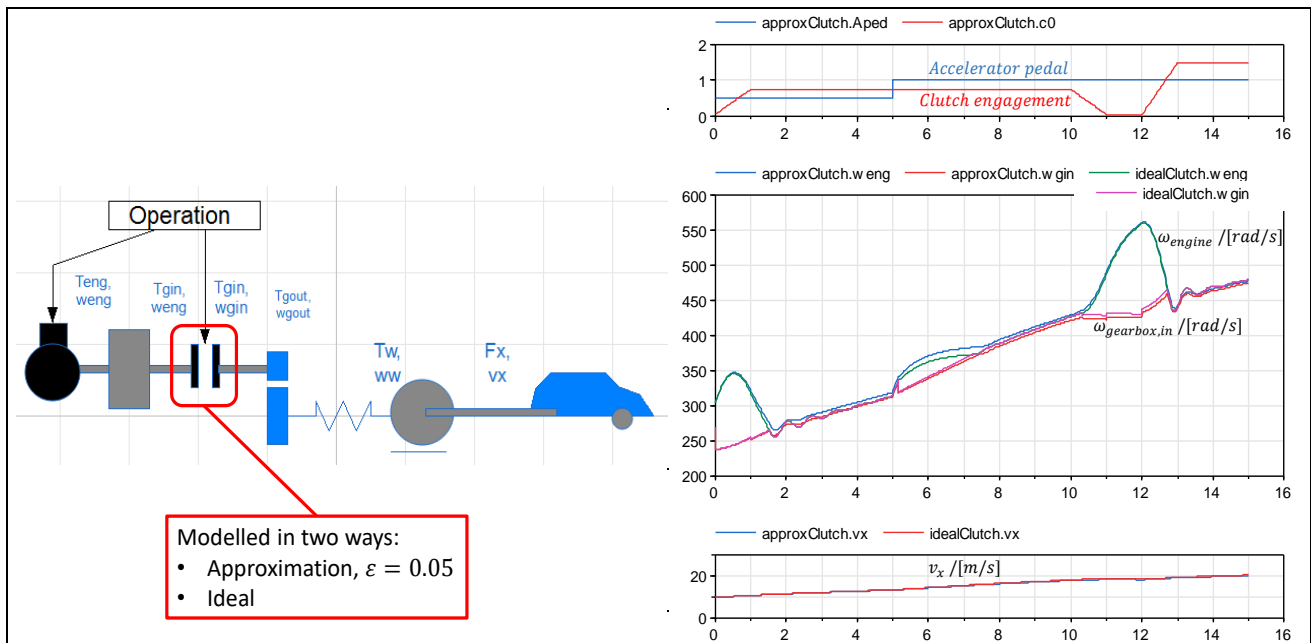 Operation
Teng,
weng
Tgin,
weng
Tgin,
wgin
Tgout,
wgout
Tw,
ww
Fx,
vx
Modelled in two ways:
• Approximation, ε = 0.05
• Ideal
approxClutch.Aped approxClutch.c0
2
1
0
Accelerator pedal
Clutch engagement
0 2 4 6 8 10 12 14 16
approxClutch.w eng approxClutch.w gin idealClutch.w eng
idealClutch.w gin
600
550
500
450
400
350
300
250
200
ω_engine /[rad/s]
ω_gearbox,in /[rad/s]
0 2 4 6 8 10 12 14 16
approxClutch.vx idealClutch.vx
20
0
v_x /[m/s]
0 2 4 6 8 10 12 14 16